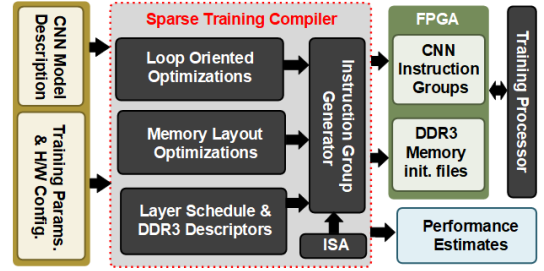 CNN Model
Description
Training Params.
& H/W Config.
Sparse Training Compiler
Loop Oriented
Optimizations
Memory Layout
Optimizations
Layer Schedule &
DDR3 Descriptors
Instruction Group
Generator
ISA
FPGA
CNN
Instruction
Groups
DDR3
Memory
init. files
Training Processor
Performance
Estimates